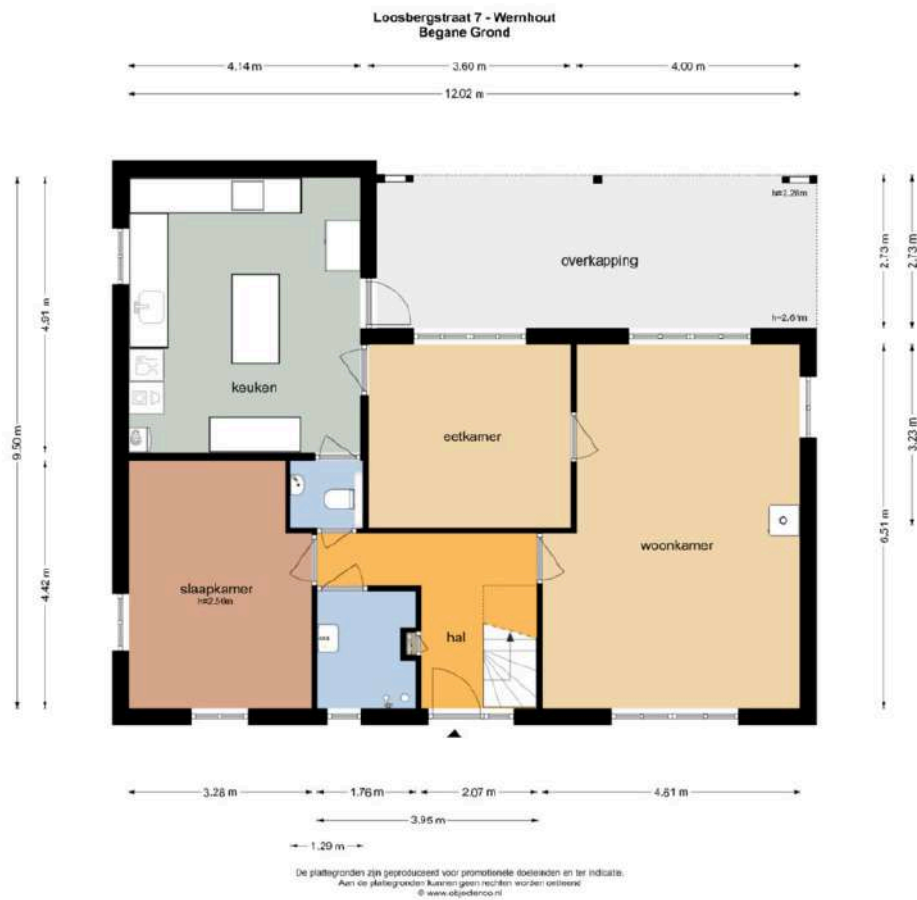 Loosbergstraat 7 - Wernhout
Begane Grond
4.14 m
3.60 m
4.00 m
12.02 m
h=2.28m
overkapping
h=2.61m
2.73 m
2.73 m
4.91 m
9.50 m
keuken
eetkamer
3.23 m
6.51 m
woonkamer
slaapkamer
h=2.56m
4.42 m
hal
3.28 m
1.76 m
2.07 m
4.61 m
3.95 m
1.29 m
De plattegronden zijn geproduceerd voor promotionele doeleinden en ter indicatie.
Aan de plattegronden kunnen geen rechten worden ontleend
© www.objectenco.nl